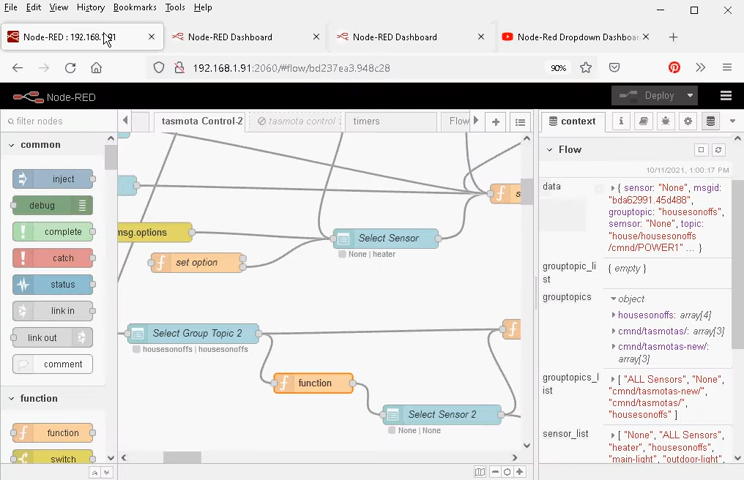 File Edit View History Bookmarks Tools Help
Node-RED : 192.168.1.91
Node-RED Dashboard
Node-RED Dashboard
Node-Red Dropdown Dashboa
192.168.1.91:2060/#flow/bd237ea3.948c28
90%
Node-RED
Deploy
filter nodes
tasmota Control-2
tasmota control :
timers
Flow
context
common
Flow
10/11/2021, 1:00:17 PM
inject
debug
complete
catch
status
link in
link out
comment
function
function
switch
msg.options
set option
Select Sensor
None | heater
Select Group Topic 2
housesonoffs | housesonoffs
function
Select Sensor 2
None | None
data
{ sensor: "None", msgid:
"bda62991.45d488",
grouptopic: "housesonoffs",
semsor: "None", topic:
"house/housesonoffs
/cmnd/POWER1" ... }
grouptopic_li
st
{ empty }
grouptopics
object
housesonoffs: array[4]
cmnd/tasmotas/: array[3]
cmnd/tasmotas-new/:
array[3]
grouptopics_l
ist
[ "ALL Sensors", "None",
"cmnd/tasmotas-new/",
"cmnd/tasmotas/",
"housesonoffs" ]
sensor_list
[ "None", "ALL Sensors",
"heater", "housesonoffs",
"main-light", "outdoor-light",